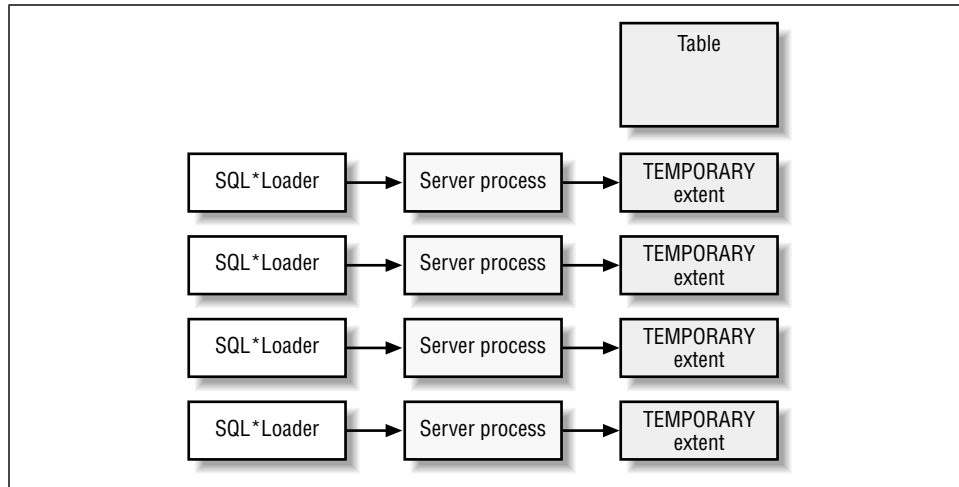 Table
SQL*Loader
Server process
TEMPORARY
extent
SQL*Loader
Server process
TEMPORARY
extent
SQL*Loader
Server process
TEMPORARY
extent
SQL*Loader
Server process
TEMPORARY
extent